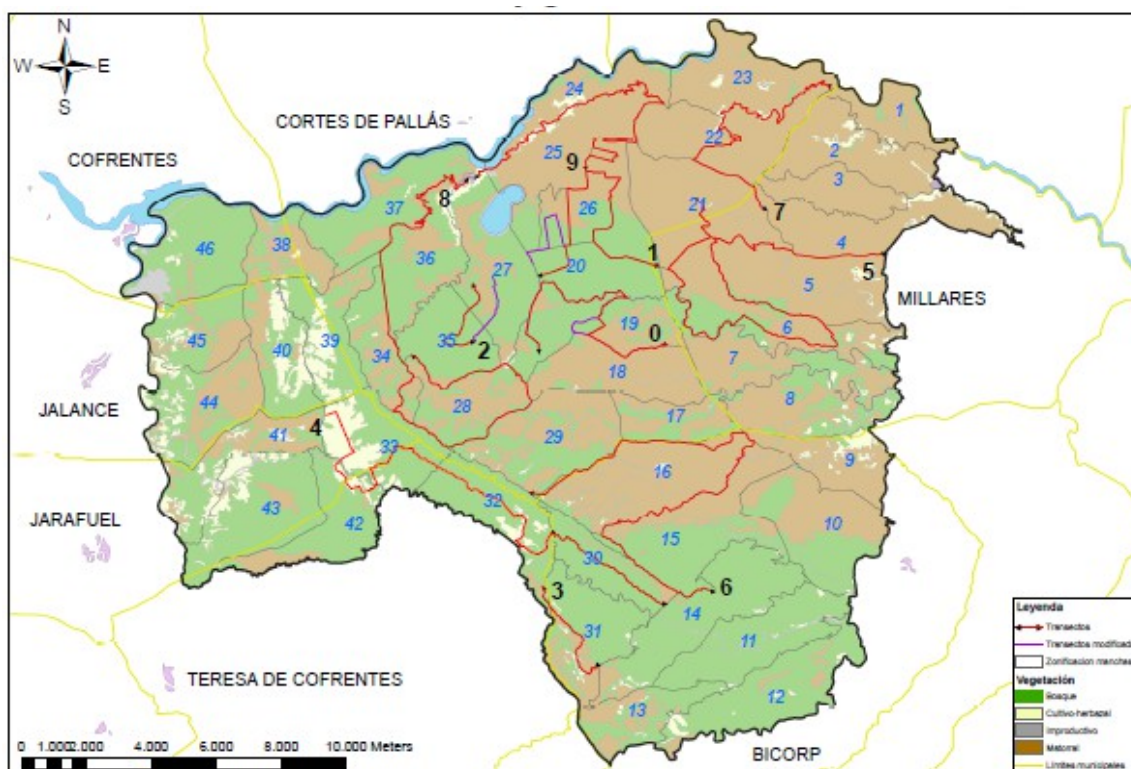 N
W E
S
CORTES DE PALLÁS
COFRENTES
24
23
1
22
2
25
9
3
37
8
26
21
7
46
38
36
4
27
20
1
5
5
MILLARES
6
45
40
39
34
35
2
19
0
7
18
JALANCE
44
8
28
17
41
4
29
33
9
16
43
32
10
JARAFUEL
42
15
30
3
6
14
31
11
TERESA DE COFRENTES
12
13
BICORP
0 1.000 2.000 4.000 6.000 8.000 10.000 Meters
Leyenda
Transectos
Transectos modificad
Zonificacion manchas
Vegetación
Bosque
Cultivo-herbazal
Improductivo
Matorral
Límites municipales